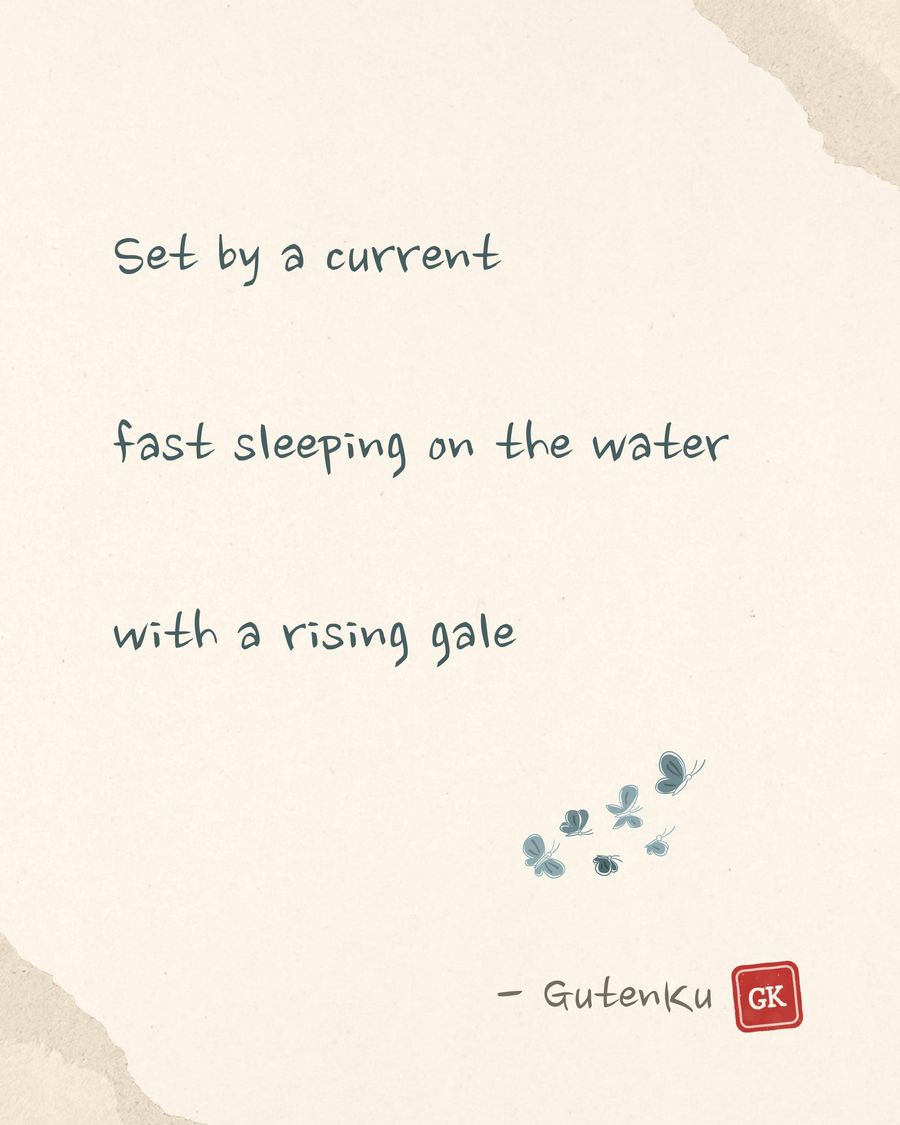 Set by a current
fast sleeping on the water
with a rising gale
- GutenKu GK